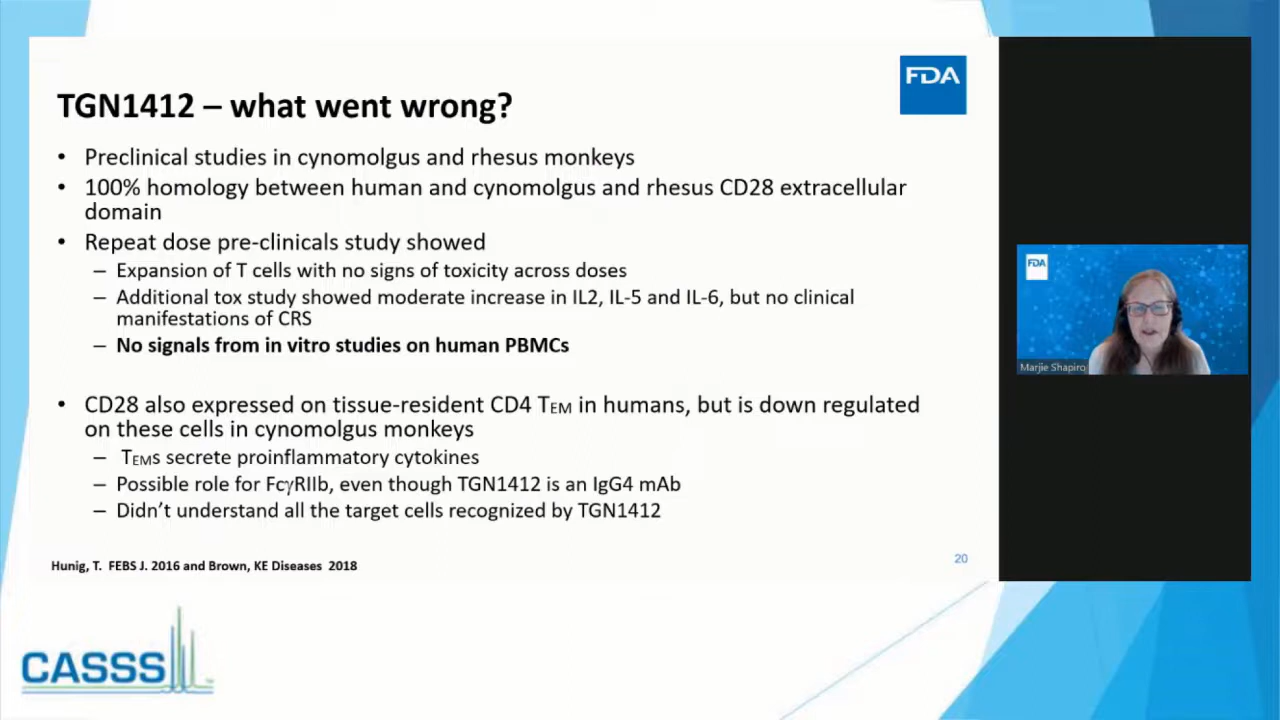 FDA
TGN1412 – what went wrong?
• Preclinical studies in cynomolgus and rhesus monkeys
• 100% homology between human and cynomolgus and rhesus CD28 extracellular
domain
• Repeat dose pre-clinicals study showed
– Expansion of T cells with no signs of toxicity across doses
– Additional tox study showed moderate increase in IL2, IL-5 and IL-6, but no clinical
manifestations of CRS
– No signals from in vitro studies on human PBMCs
• CD28 also expressed on tissue-resident CD4 TEM in humans, but is down regulated
on these cells in cynomolgus monkeys
– TEMs secrete proinflammatory cytokines
– Possible role for FcγRIIb, even though TGN1412 is an IgG4 mAb
– Didn't understand all the target cells recognized by TGN1412
Hunig, T. FEBS J. 2016 and Brown, KE Diseases 2018
20
FDA
Marjie Shapiro
CASSS